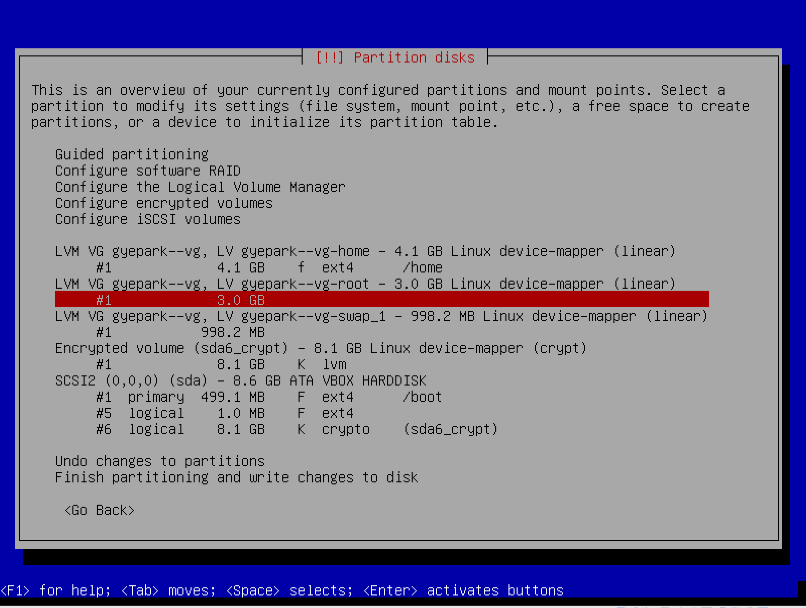 [!!] Partition disks
This is an overview of your currently configured partitions and mount points. Select a
partition to modify its settings (file system, mount point, etc.), a free space to create
partitions, or a device to initialize its partition table.
Guided partitioning
Configure software RAID
Configure the Logical Volume Manager
Configure encrypted volumes
Configure iSCSI volumes
LVM VG gyepark--vg, LV gyepark--vg-home - 4.1 GB Linux device-mapper (linear)
#1 4.1 GB f ext4 /home
LVM VG gyepark--vg, LV gyepark--vg-root - 3.0 GB Linux device-mapper (linear)
#1 3.0 GB
LVM VG gyepark--vg, LV gyepark--vg-swap_1 - 998.2 MB Linux device-mapper (linear)
#1 998.2 MB
Encrypted volume (sda6_crypt) - 8.1 GB Linux device-mapper (crypt)
#1 8.1 GB K lvm
SCSI2 (0,0,0) (sda) - 8.6 GB ATA VBOX HARDDISK
#1 primary 499.1 MB F ext4 /boot
#5 logical 1.0 MB F ext4
#6 logical 8.1 GB K crypto (sda6_crypt)
Undo changes to partitions
Finish partitioning and write changes to disk
<Go Back>
<F1> for help; <Tab> moves; <Space> selects; <Enter> activates buttons